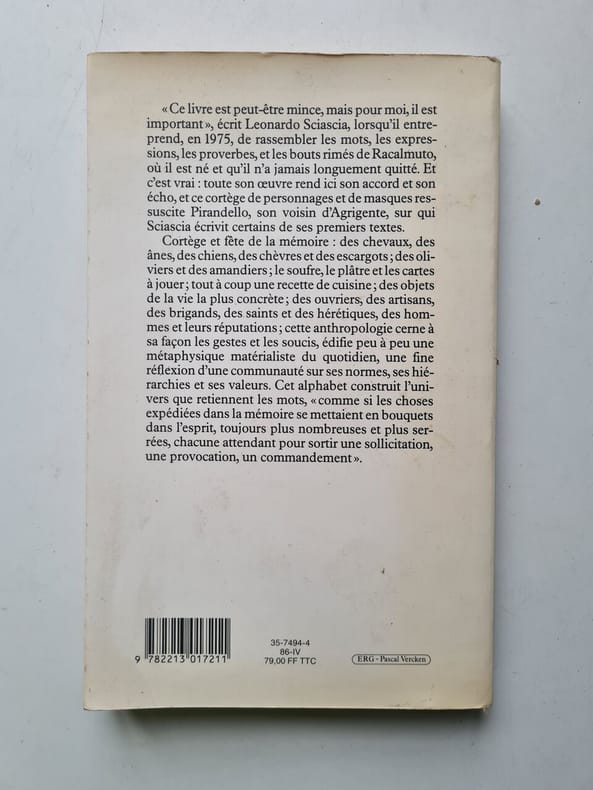 « Ce livre est peut-être mince, mais pour moi, il est
important», écrit Leonardo Sciascia, lorsqu'il entre-
prend, en 1975, de rassembler les mots, les expres-
sions, les proverbes, et les bouts rimés de Racalmuto,
où il est né et qu'il n'a jamais longuement quitté. Et
c'est vrai : toute son œuvre rend ici son accord et son
écho, et ce cortège de personnages et de masques res-
suscite Pirandello, son voisin d'Agrigente, sur qui
Sciascia écrivit certains de ses premiers textes.
Cortège et fête de la mémoire : des chevaux, des
ânes, des chiens, des chèvres et des escargots ; des oli-
viers et des amandiers ; le soufre, le plâtre et les cartes
à jouer ; tout à coup une recette de cuisine ; des objets
de la vie la plus concrète ; des ouvriers, des artisans,
des brigands, des saints et des hérétiques, des hom-
mes et leurs réputations ; cette anthropologie cerne à
sa façon les gestes et les soucis, édifie peu à peu une
métaphysique matérialiste du quotidien, une fine
réflexion d'une communauté sur ses normes, ses hié-
rarchies et ses valeurs. Cet alphabet construit l'uni-
vers que retiennent les mots, « comme si les choses
expédiées dans la mémoire se mettaient en bouquets
dans l'esprit, toujours plus nombreuses et plus ser-
rées, chacune attendant pour sortir une sollicitation,
une provocation, un commandement ».
9 782213 017211
35-7494-4
86-IV
79,00 FF TTC
ERG - Pascal Vercken